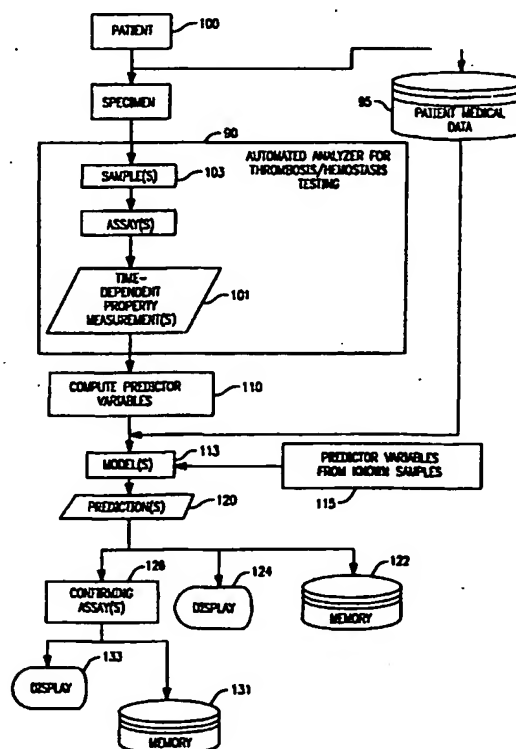 PATIENT
100
SPECIMEN
95
PATIENT MEDICAL
DATA
90
AUTOMATED ANALYZER FOR
THROMBOSIS/HEMOSTASIS
TESTING
SAMPLE(S)
103
ASSAY(S)
TIME-
DEPENDENT
PROPERTY
MEASUREMENT(S)
101
COMPUTE PREDICTOR
VARIABLES
110
MODEL(S)
113
PREDICTOR VARIABLES
FROM KNOWN SAMPLES
115
PREDICTION(S)
120
CONFIRMING
ASSAY(S)
126
DISPLAY
124
MEMORY
122
DISPLAY
133
MEMORY
131